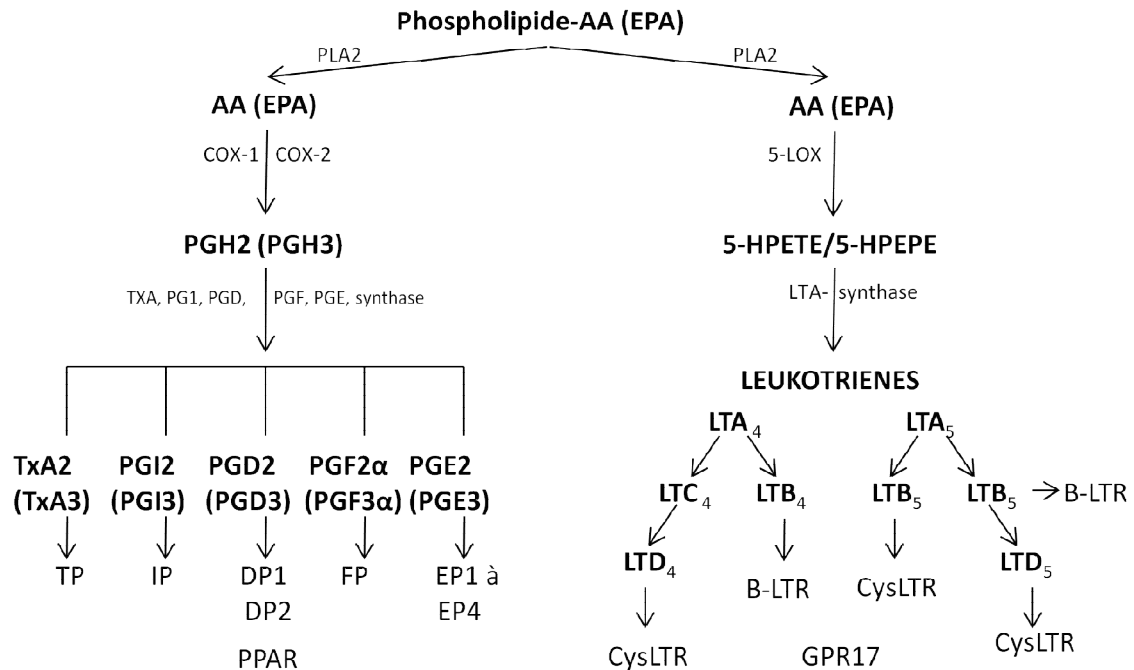 Phospholipide-AA (EPA)
PLA2 PLA2
AA (EPA) AA (EPA)
COX-1 COX-2 5-LOX
PGH2 (PGH3) 5-HPETE/5-HPEPE
TXA, PG1, PGD, PGF, PGE, synthase LTA- synthase
LEUKOTRIENES
LTA4 LTA5
TxA2 PGI2 PGD2 PGF2α PGE2
(TxA3) (PGI3) (PGD3) (PGF3α) (PGE3) LTC4 LTB4 LTB5 LTB5 B-LTR
TP IP DP1 FP EP1 à LTD4 B-LTR CysLTR LTD5
DP2 EP4
PPAR CysLTR GPR17 CysLTR